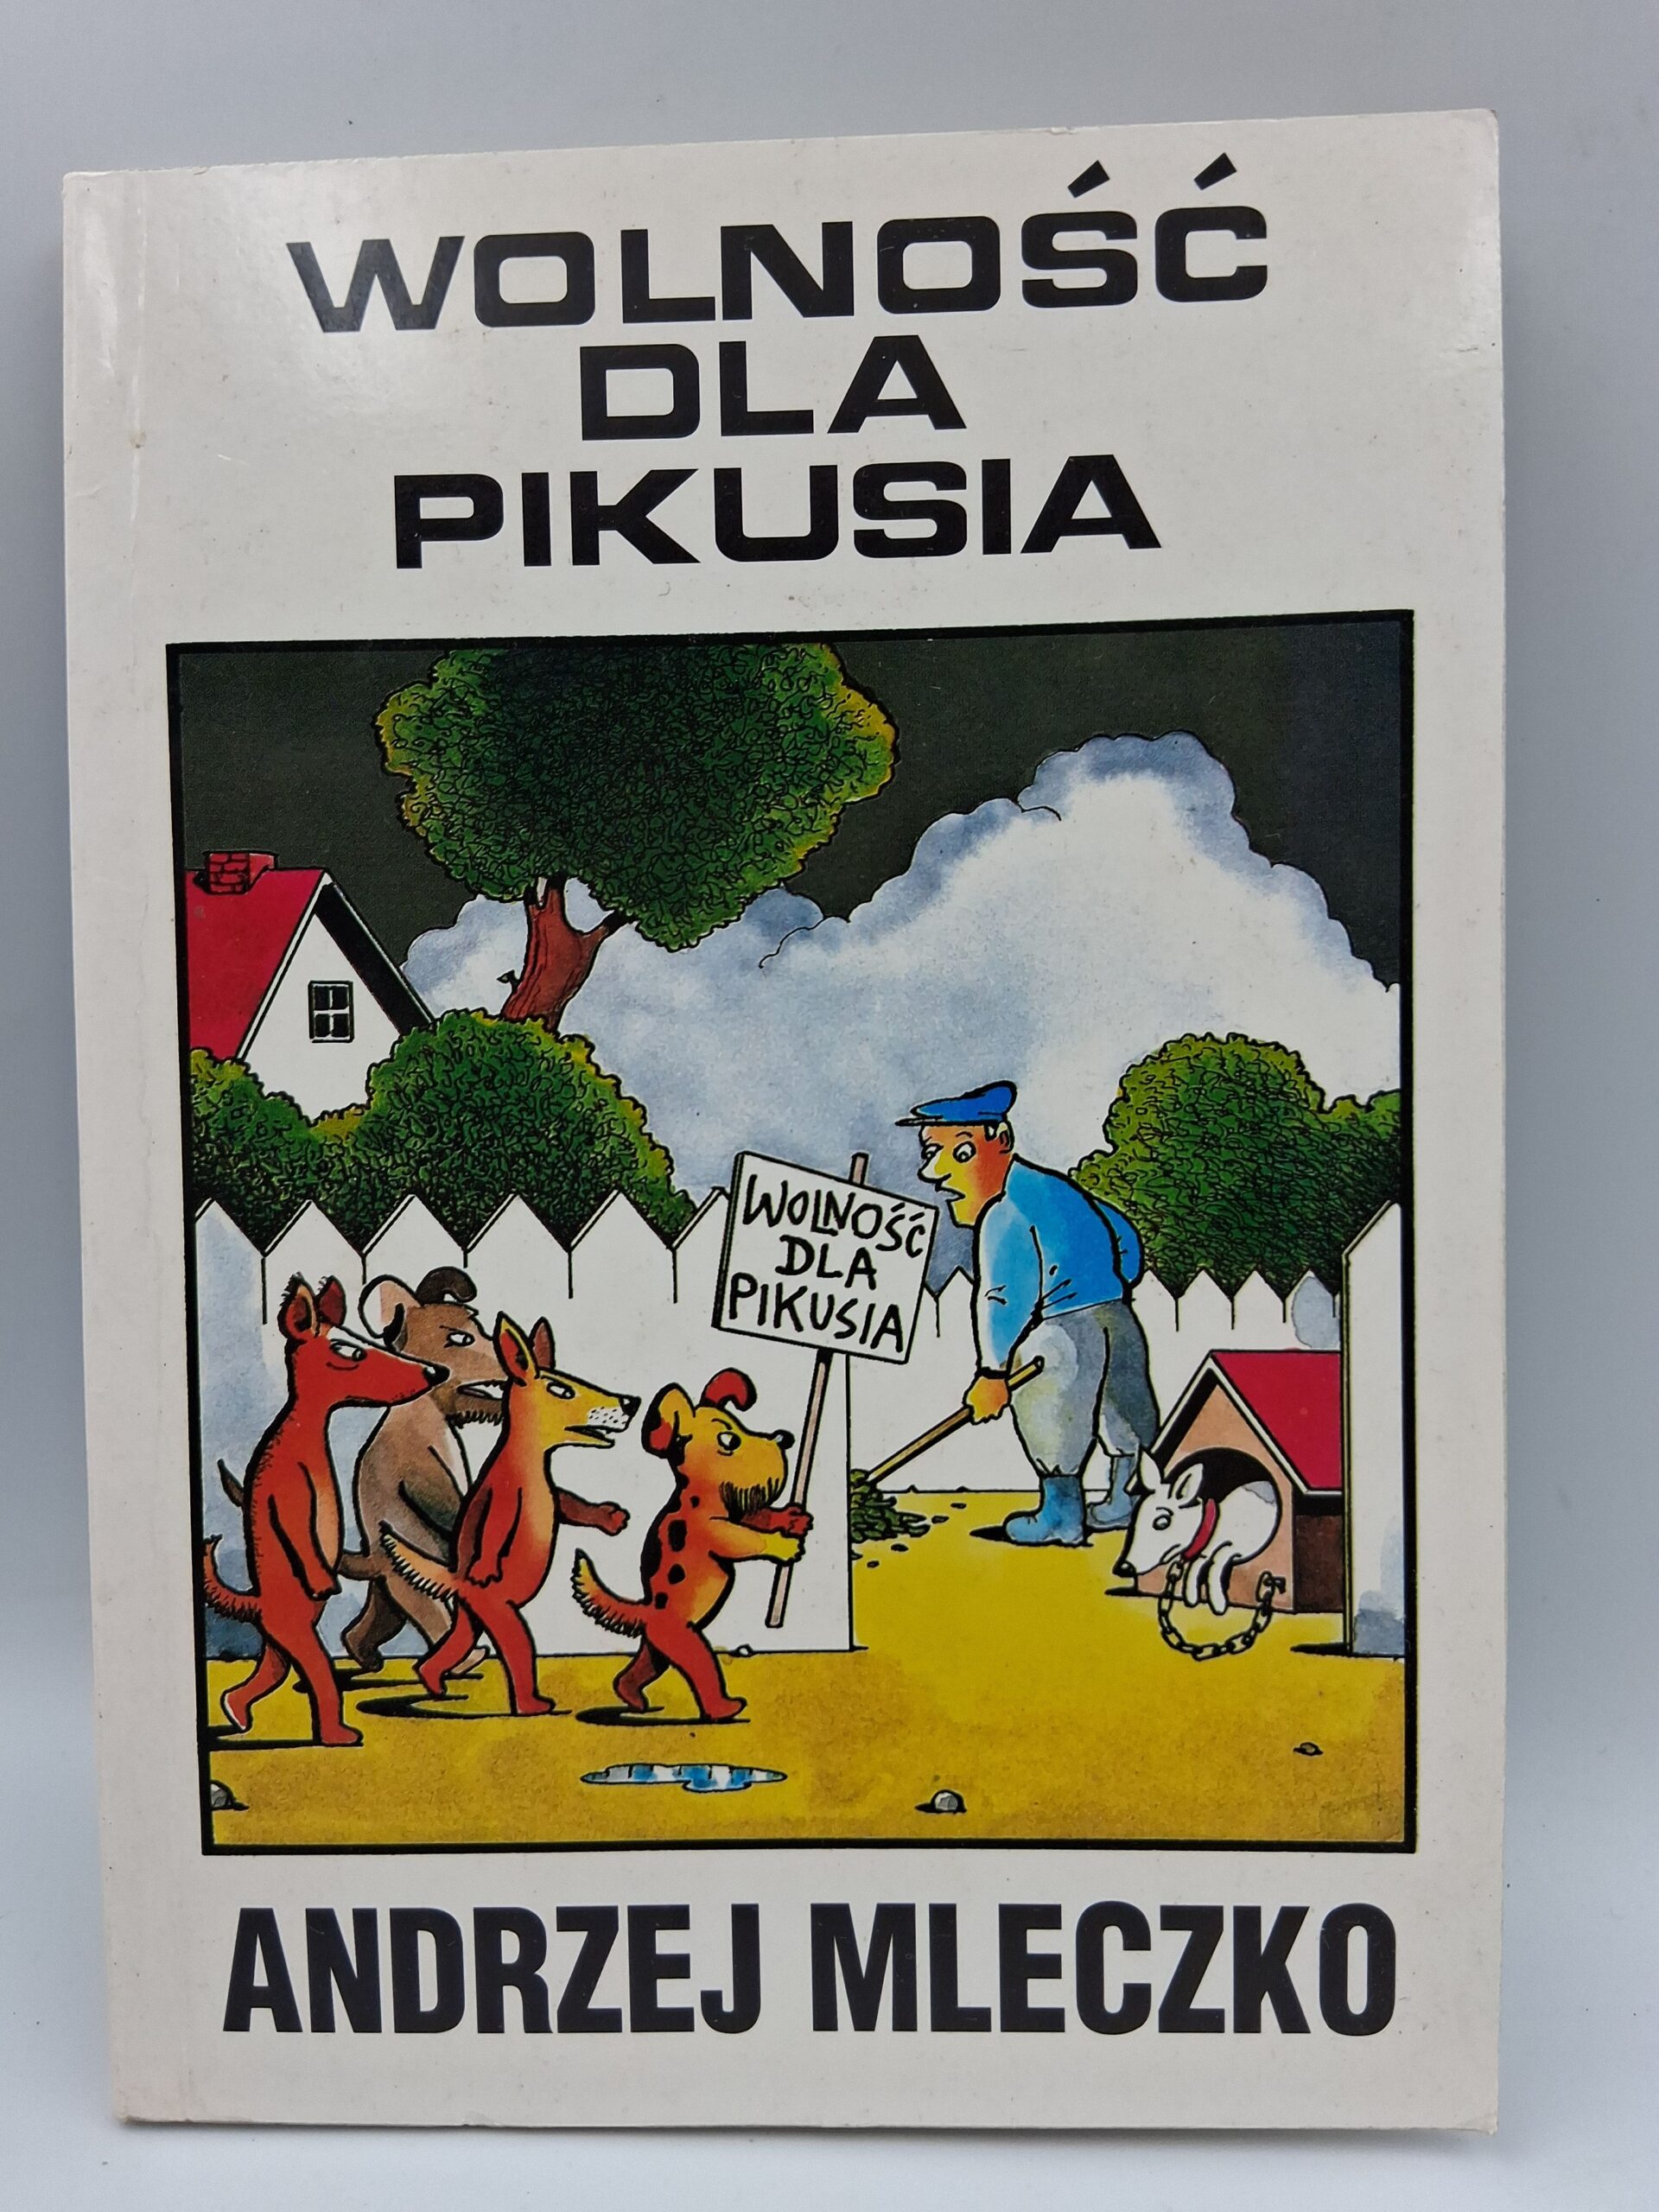 WOLNOŚĆ
DLA
PIKUSIA
WOLNOŚĆ
DLA
PIKUSIA
ANDRZEJ MLECZKO